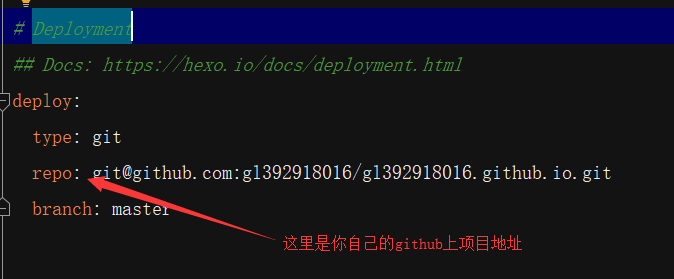 # Deployment
## Docs: https://hexo.io/docs/deployment.html
deploy:
type: git
repo: git@github.com:gl392918016/gl392918016.github.io.git
branch: master
这里是你自己的github上项目地址